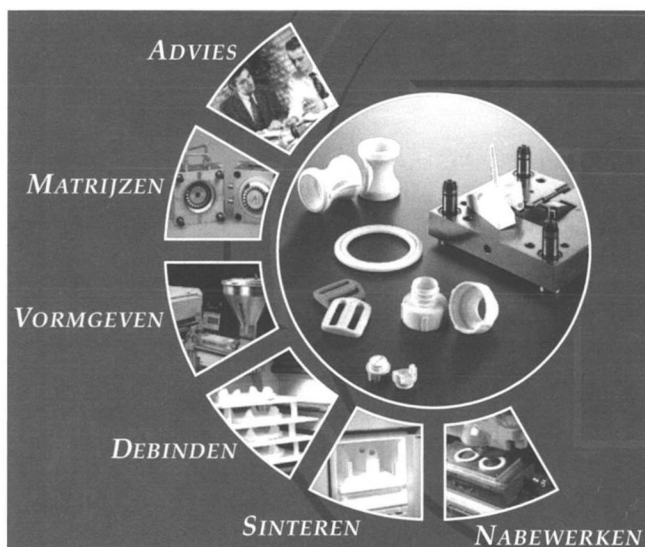 ADVIES
MATRIJZEN
VORMGEVEN
DEBINDEN
SINTEREN
NABEWERKEN